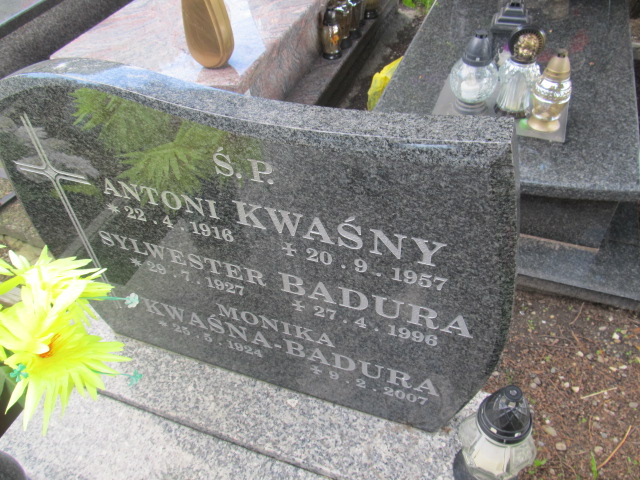 Ś.P.
ANTONI KWAŚNY
* 22 . 4 . 1916 ✢ 20 . 9 . 1957
SYLWESTER BADURA
* 29 . 7 . 1927 ✢ 27 . 4 . 1996
MONIKA
KWAŚNA-BADURA
* 25 . 5 . 1924 ✢ 9 . 2 . 2007